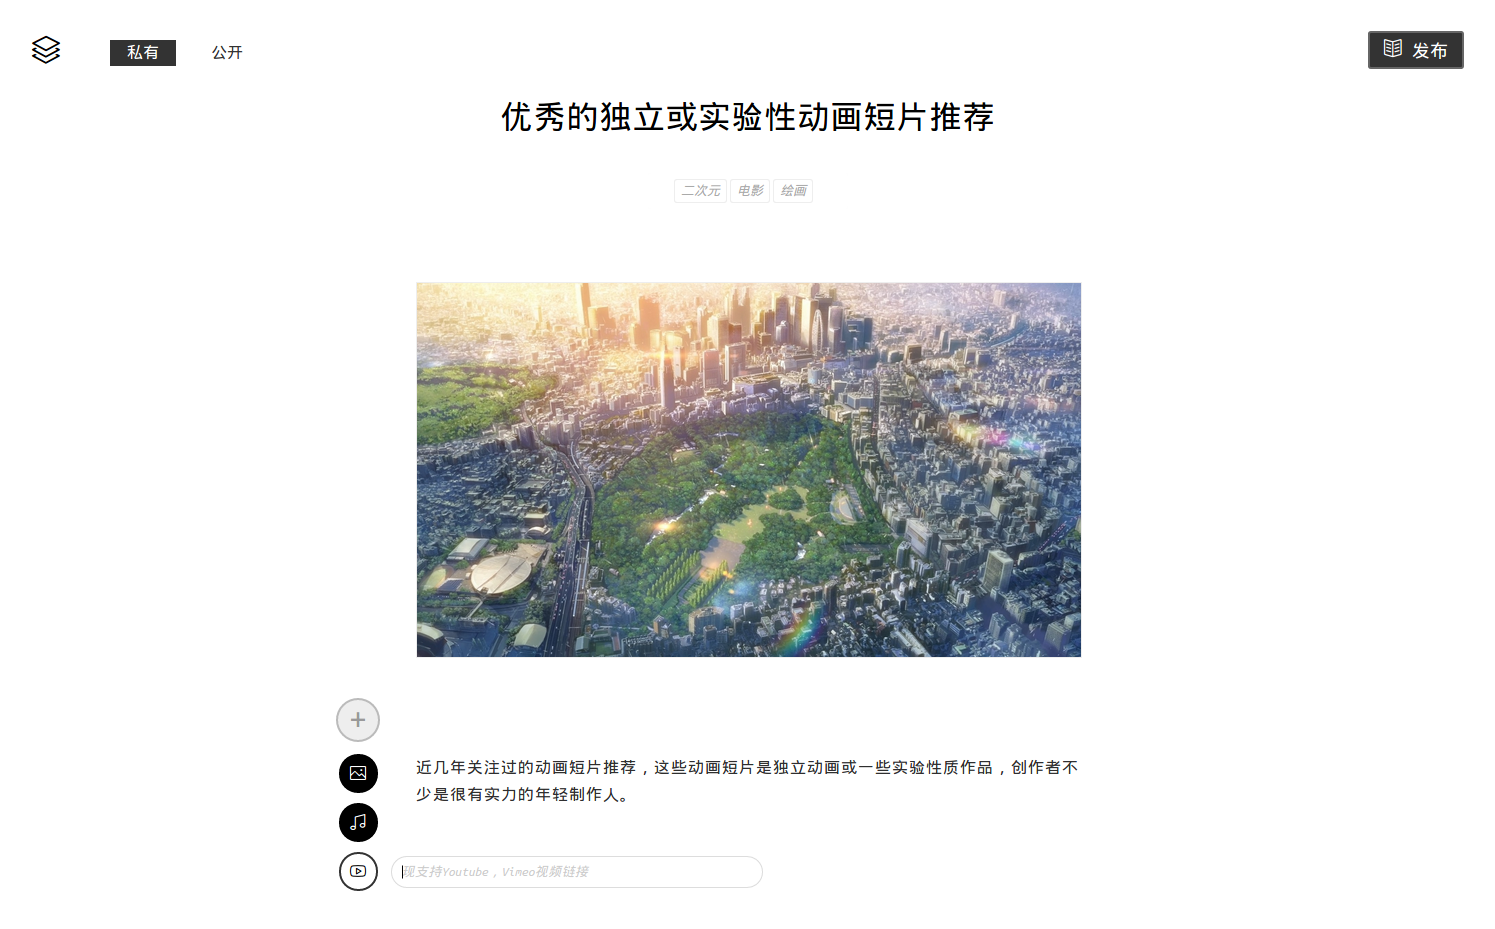 私有
公开
发布
优秀的独立或实验性动画短片推荐
二次元 电影 绘画
近几年关注过的动画短片推荐，这些动画短片是独立动画或一些实验性质作品，创作者不
少是很有实力的年轻制作人。
现支持Youtube，Vimeo视频链接